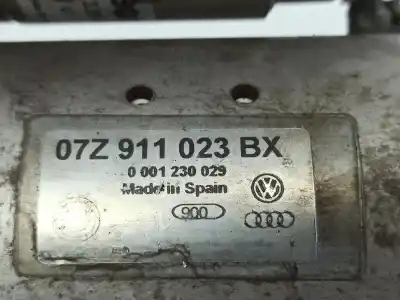 07Z 911 023 BX
0 001 230 029
Made in Spain
900